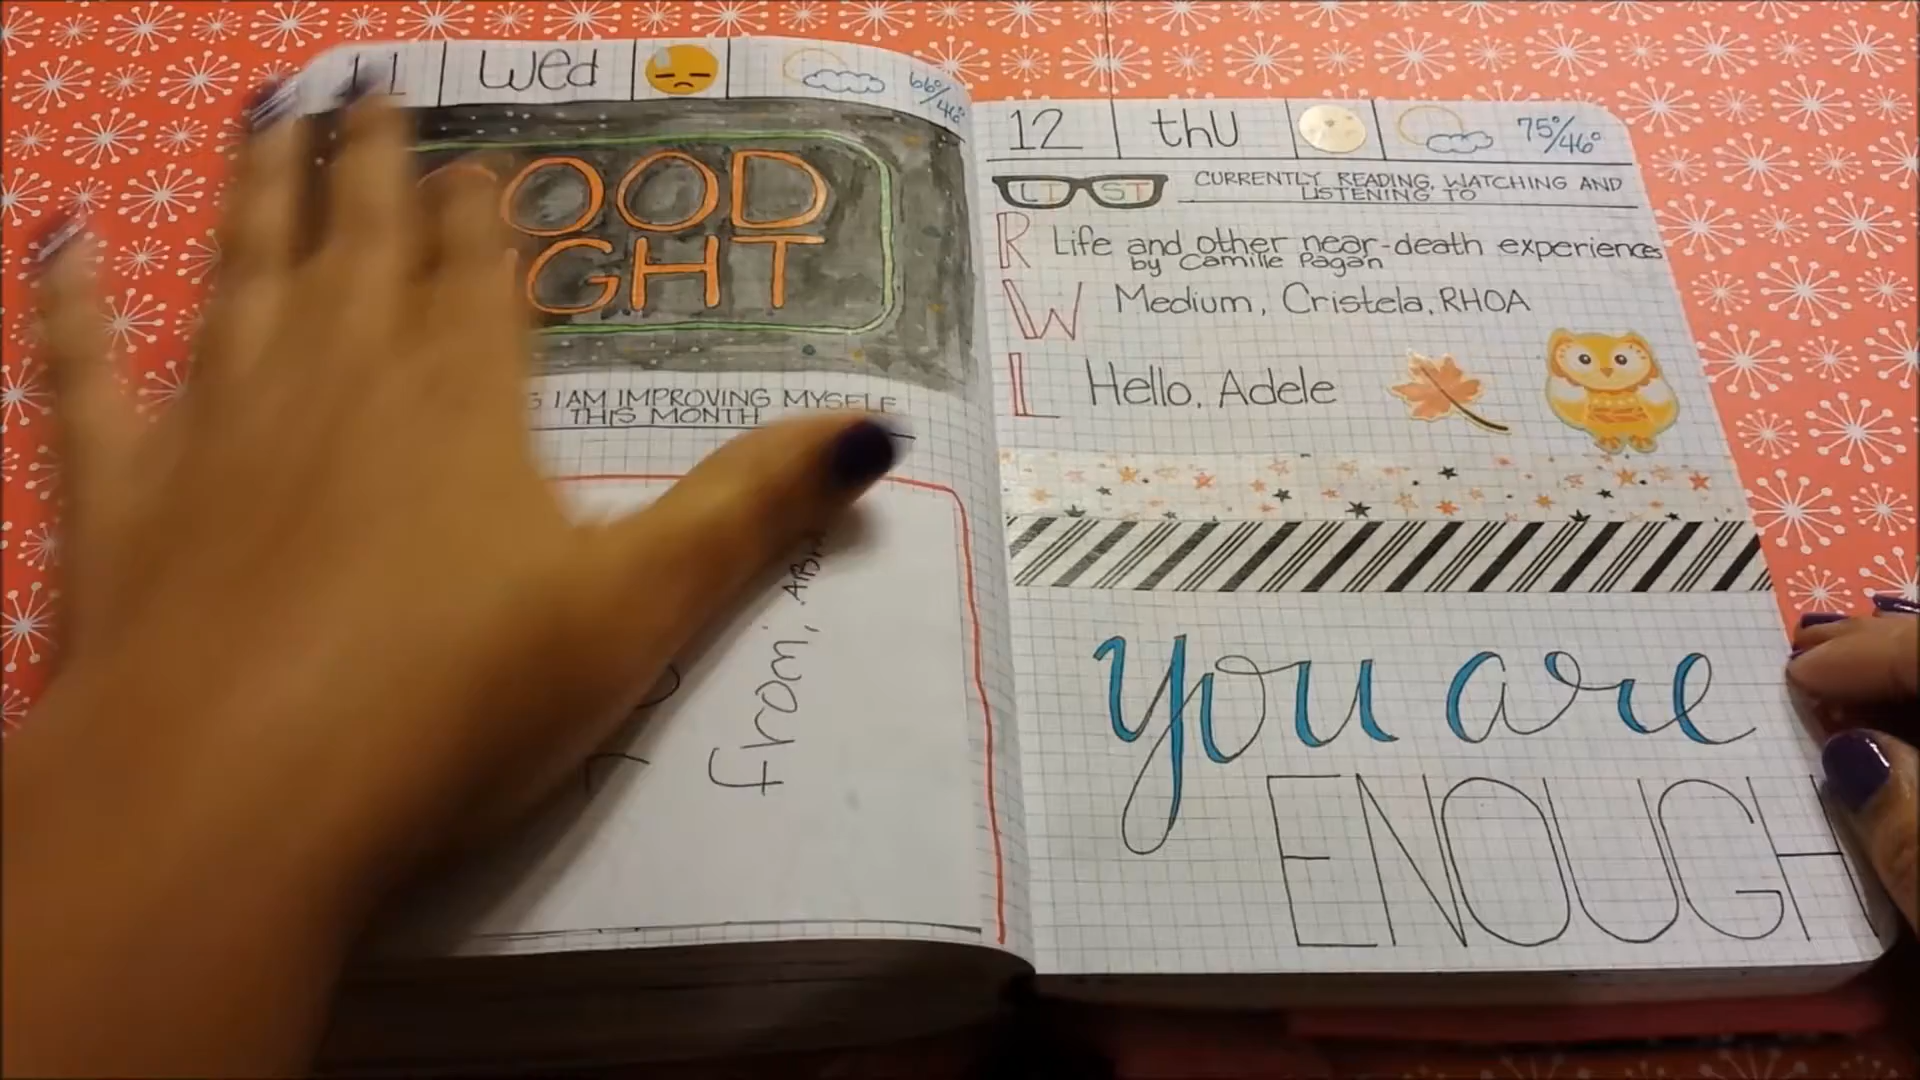 11 wed 66°/46°
OOD
GHT
I AM IMPROVING MYSELF
THIS MONTH
from,
12 thU 75°/46°
LIST CURRENTLY READING, WATCHING AND
LISTENING TO
R Life and other near-death experiences
by Camille Pagan
W Medium, Cristela, RHOA
L Hello, Adele
you are
ENOUGH